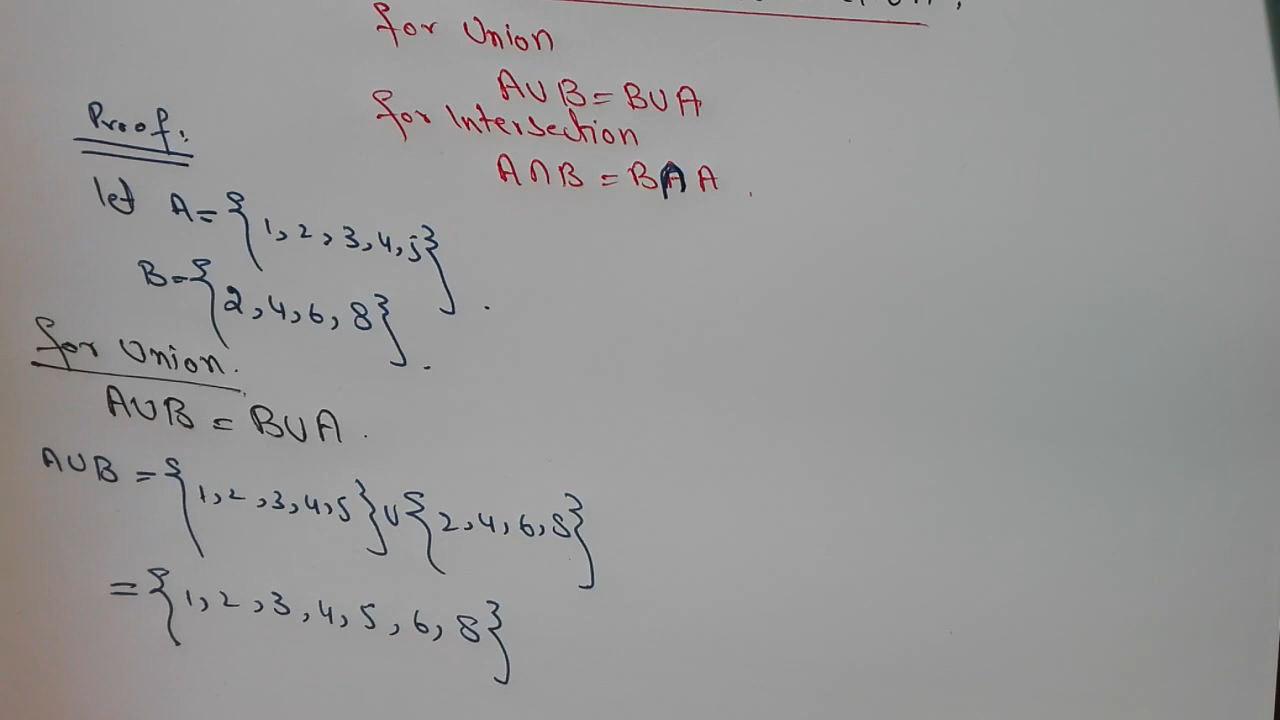 for Union
A∪B = B∪A
for Intersection
A∩B = B∩A .
Proof:
let A = {1, 2, 3, 4, 5} .
B = {2, 4, 6, 8} .
for Union.
A∪B = B∪A .
A∪B = {1, 2, 3, 4, 5} ∪ {2, 4, 6, 8}
= {1, 2, 3, 4, 5, 6, 8}